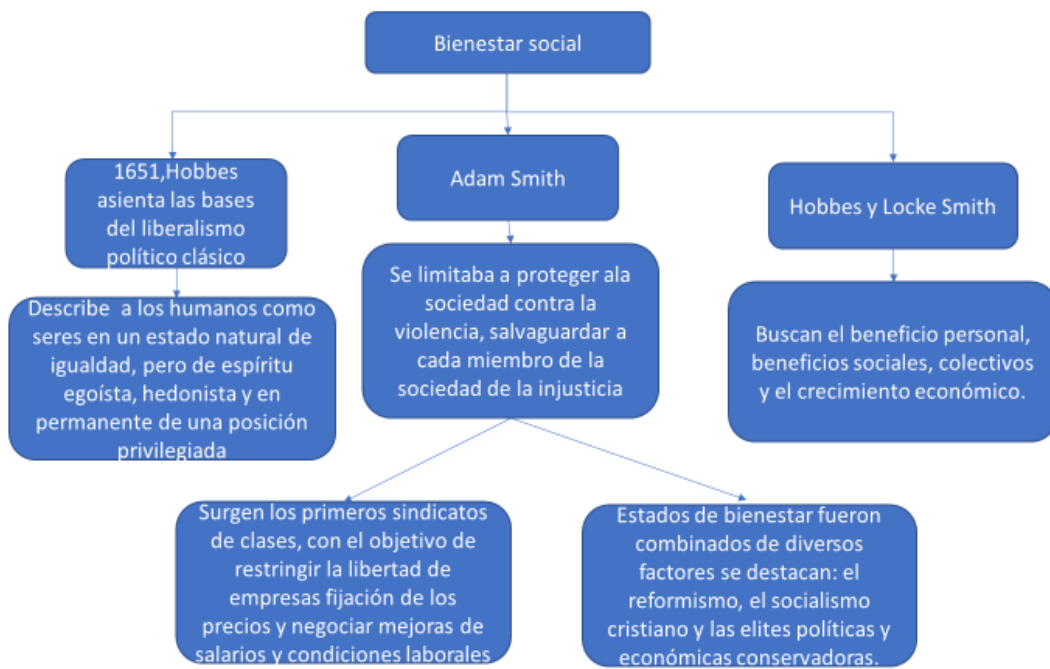 Bienestar social
1651,Hobbes
asienta las bases
del liberalismo
político clásico
Adam Smith
Hobbes y Locke Smith
Describe a los humanos como
seres en un estado natural de
igualdad, pero de espíritu
egoísta, hedonista y en
permanente de una posición
privilegiada
Se limitaba a proteger ala
sociedad contra la
violencia, salvaguardar a
cada miembro de la
sociedad de la injusticia
Buscan el beneficio personal,
beneficios sociales, colectivos
y el crecimiento económico.
Surgen los primeros sindicatos
de clases, con el objetivo de
restringir la libertad de
empresas fijación de los
precios y negociar mejoras de
salarios y condiciones laborales
Estados de bienestar fueron
combinados de diversos
factores se destacan: el
reformismo, el socialismo
cristiano y las elites políticas y
económicas conservadoras.